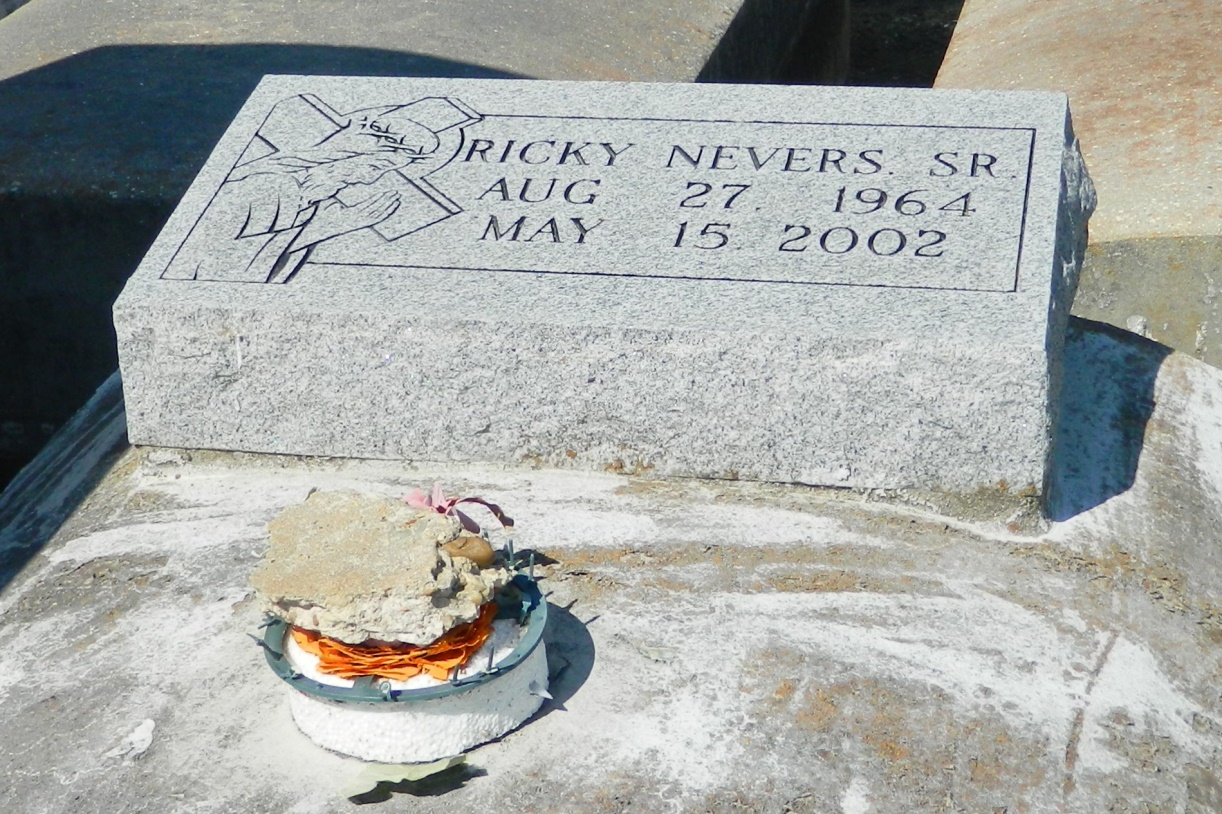 RICKY NEVERS. SR.
AUG 27. 1964
MAY 15 2002